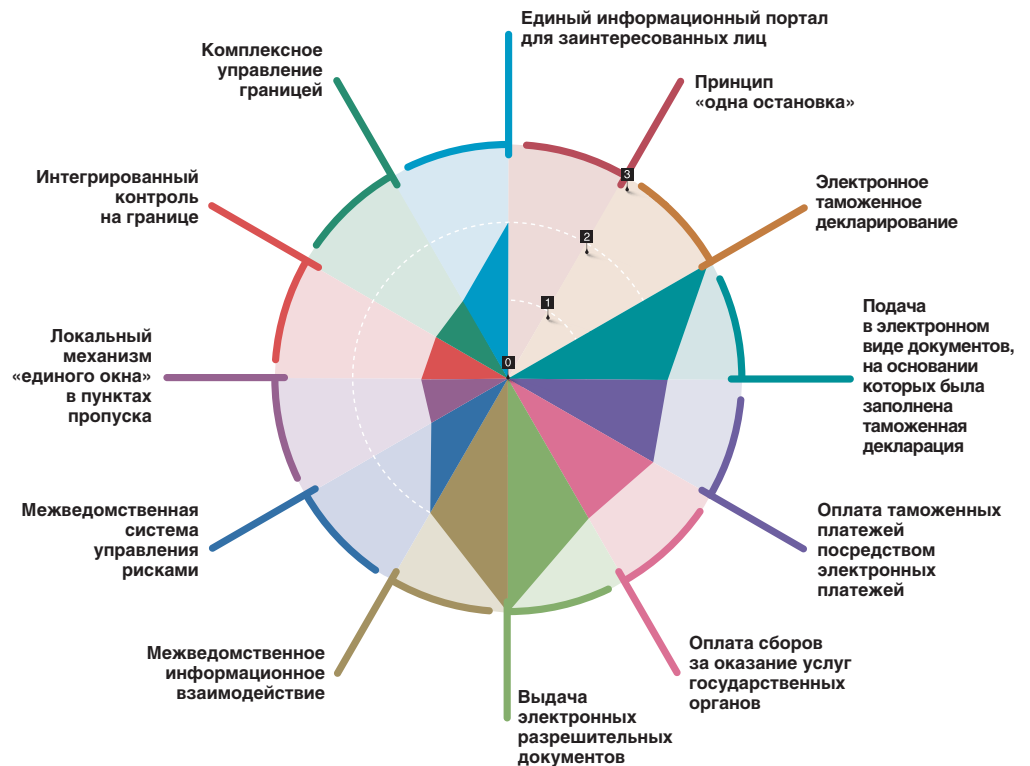 Единый информационный портал
для заинтересованных лиц
Принцип
«одна остановка»
Электронное
таможенное
декларирование
Подача
в электронном
виде документов,
на основании
которых была
заполнена
таможенная
декларация
Оплата таможенных
платежей
посредством
электронных
платежей
Оплата сборов
за оказание услуг
государственных
органов
Выдача
электронных
разрешительных
документов
Межведомственное
информационное
взаимодействие
Межведомственная
система
управления
рисками
Локальный
механизм
«единого окна»
в пунктах
пропуска
Интегрированный
контроль
на границе
Комплексное
управление
границей
3
2
1
0